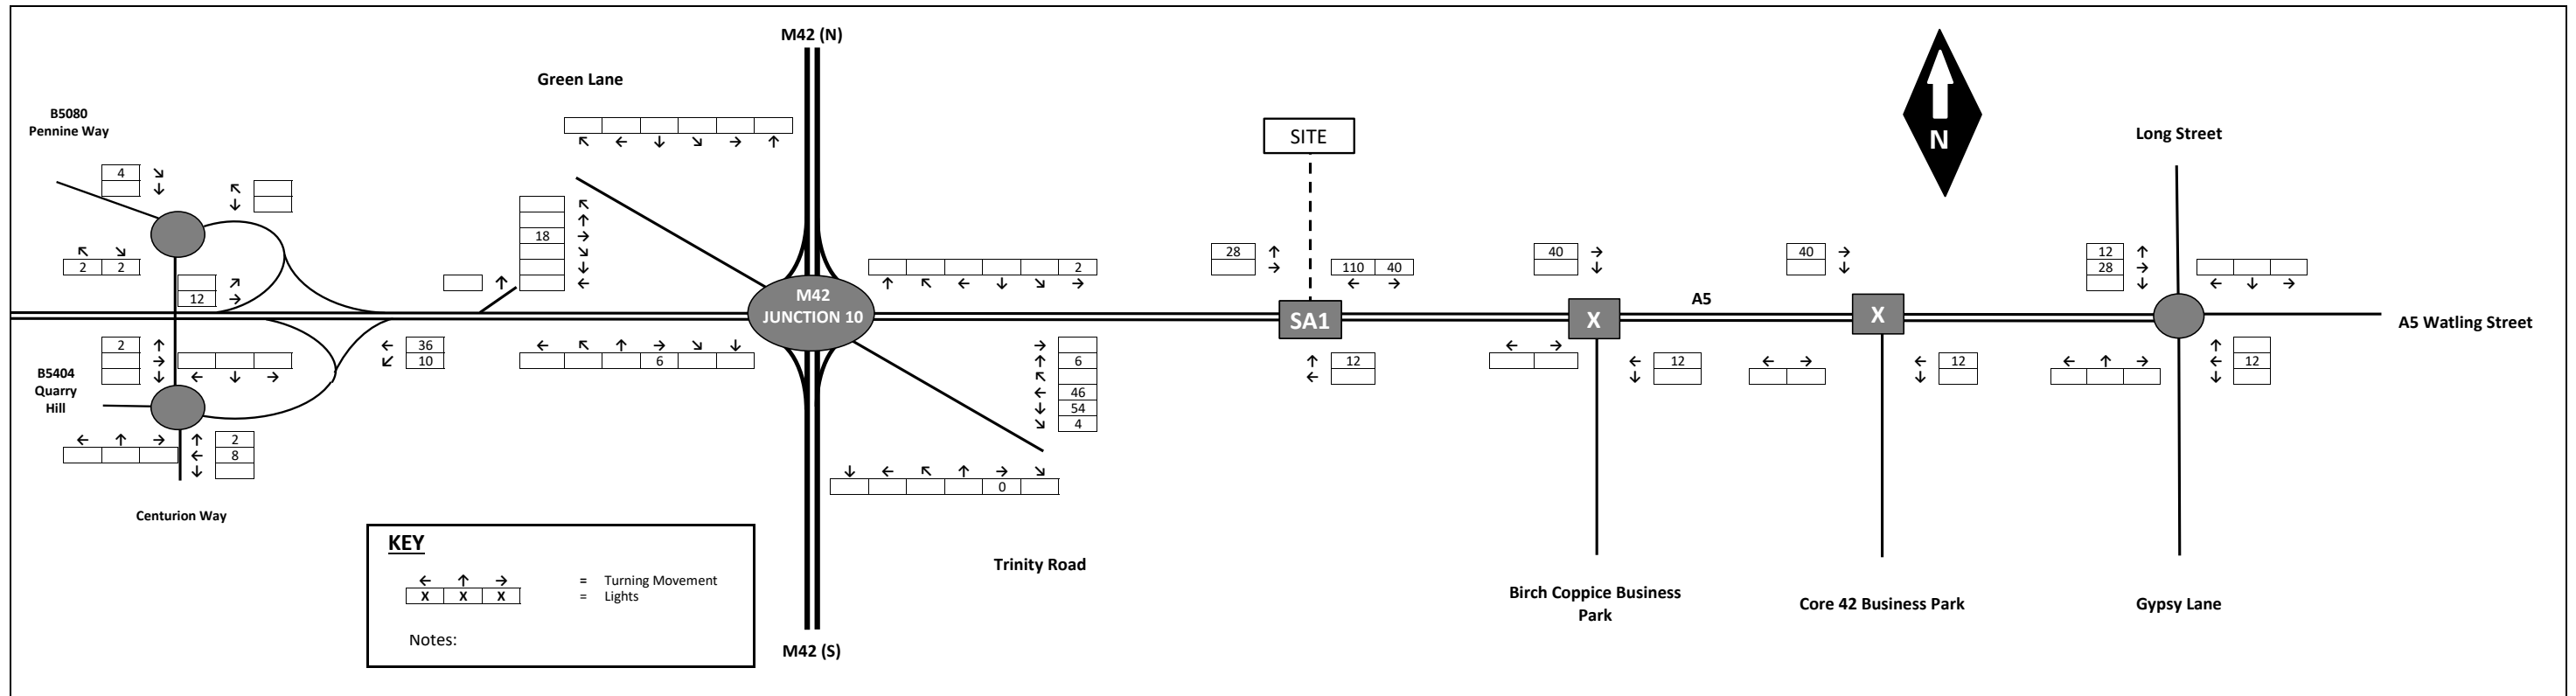 M42 (N)
Green Lane
B5080
Pennine Way
SITE
N
Long Street
4
↘
↓
↖
↓
↖ ← ↓ ↘ → ↑
↖
↑
18 →
↘
↓
←
↖ ↘
2 2
↗
12 →
↑
2
↑ ↖ ← ↓ ↘ →
28 ↑
→
110 40
← →
40 →
↓
40 →
↓
12 ↑
28 →
↓
← ↓ →
M42
JUNCTION 10
SA1
X
A5
X
A5 Watling Street
2 ↑
→
↓
← ↓ →
← 36
↙ 10
← ↖ ↑ → ↘ ↓
6
→
↑ 6
↖
← 46
↓ 54
↘ 4
↑ 12
←
← →
← 12
↓
← →
← 12
↓
← ↑ →
↑
← 12
↓
B5404
Quarry
Hill
← ↑ →
↑ 2
← 8
↓
↓ ← ↖ ↑ → ↘
0
Centurion Way
KEY
← ↑ → = Turning Movement
X X X = Lights
Notes:
Trinity Road
Birch Coppice Business
Park
Core 42 Business Park
Gypsy Lane
M42 (S)